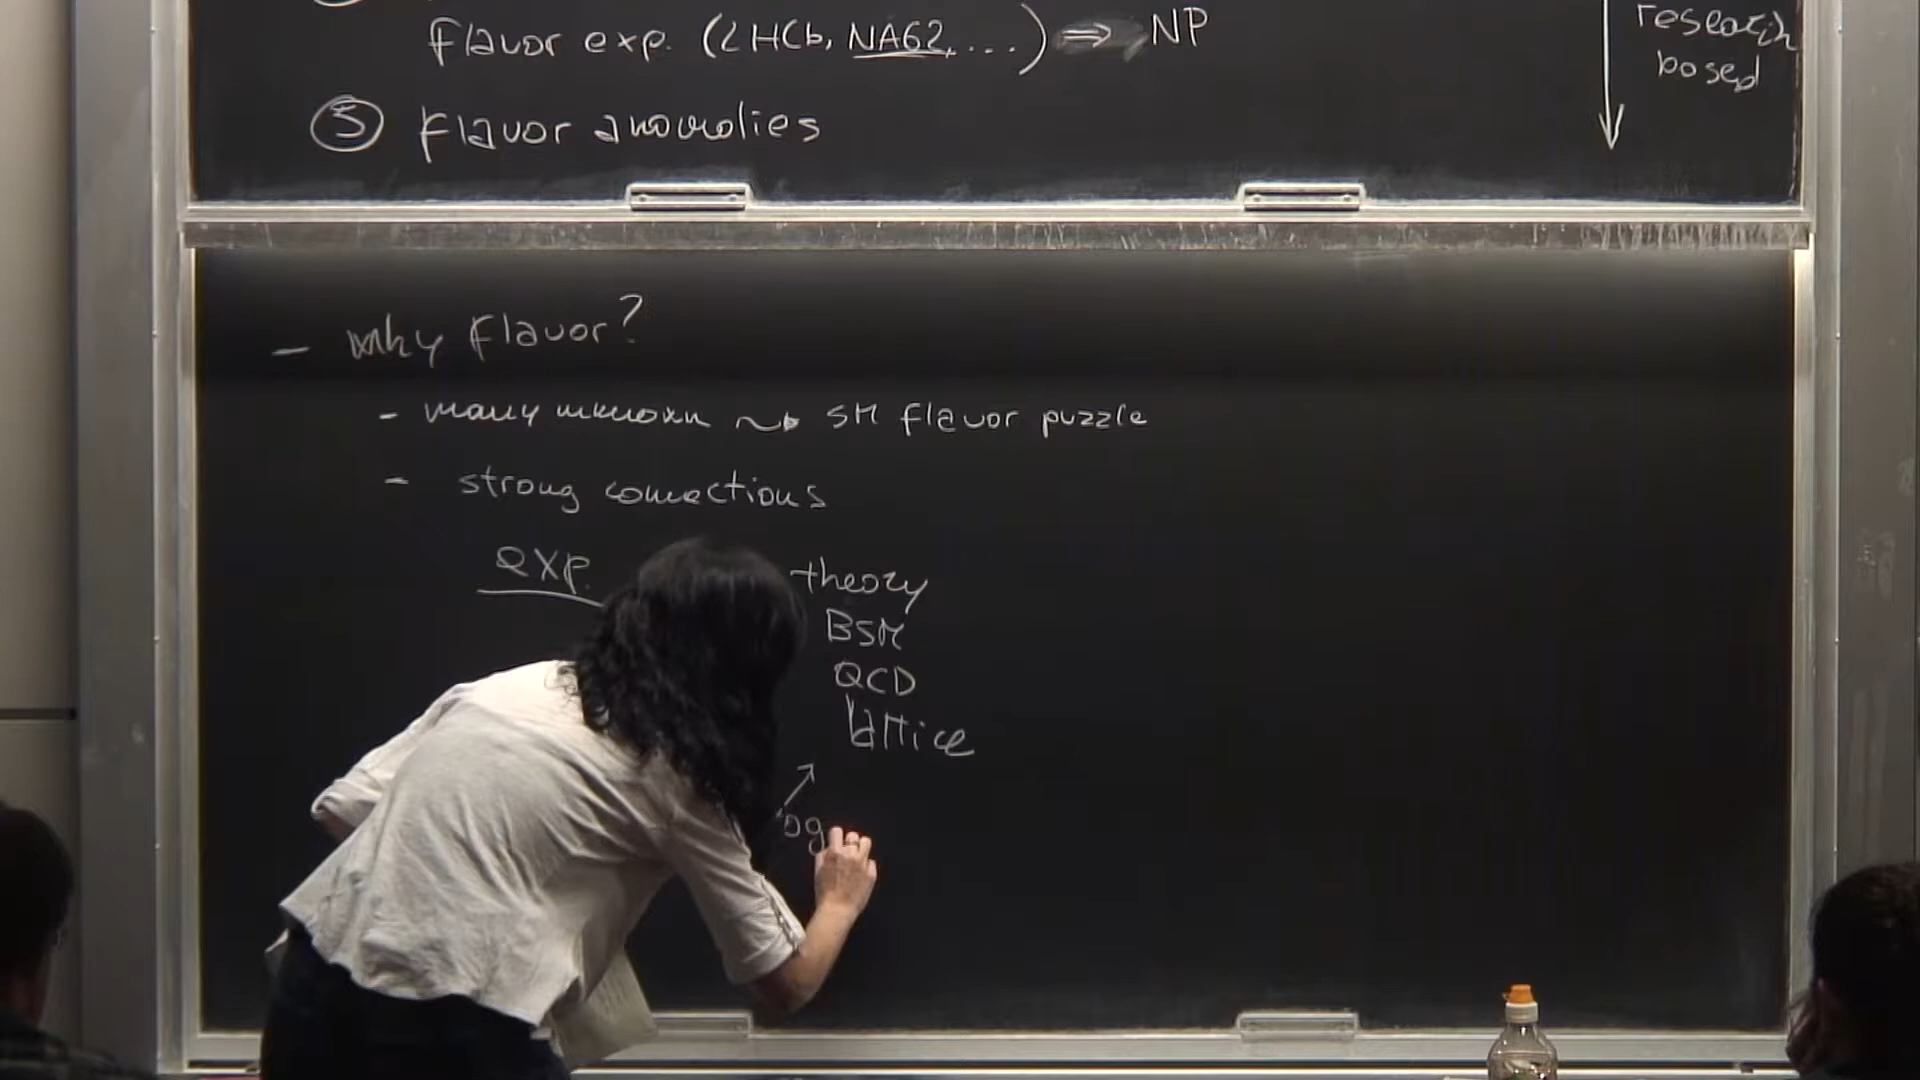 flavor exp. (LHCb, NA62, ....) ⇒ NP
research
based
⑤ flavor anomalies
- why flavor?
- many unknown ⇝ SM flavor puzzle
- strong connections
exp. theory
BSM
QCD
lattice